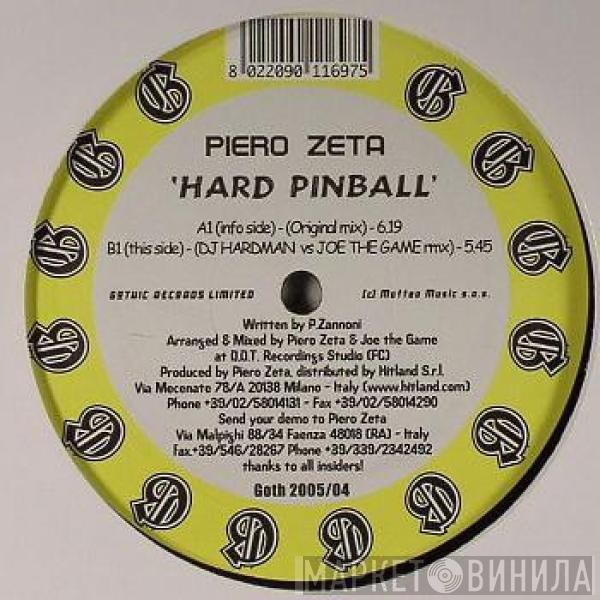 8 022090 116975
PIERO ZETA
'HARD PINBALL'
A1 (info side) - (Original mix) - 6.19
B1 (this side) - (DJ HARDMAN vs JOE THE GAME rmx) - 5.45
GOTHIC RECORDS LIMITED (c) Matteo Music s.a.s.
Written by P.Zannoni
Arranged & Mixed by Piero Zeta & Joe the Game
at D.D.T. Recordings Studio (FC)
Produced by Piero Zeta, distributed by Hitland S.r.l.
Via Mecenate 78/A 20138 Milano - Italy (www.hitland.com)
Phone +39/02/58014131 - Fax +39/02/58014290
Send your demo to Piero Zeta
Via Malpighi 88/34 Faenza 48018 (RA) - Italy
Fax.+39/546/28267 Phone +39/339/2342492
thanks to all insiders!
Goth 2005/04
МАРКЕТ ВИНИЛА